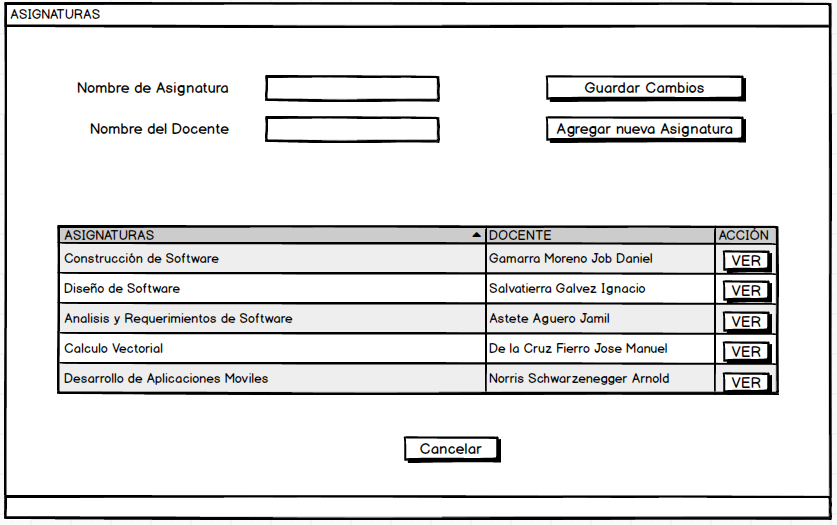 ASIGNATURAS
Nombre de Asignatura
Guardar Cambios
Nombre del Docente
Agregar nueva Asignatura
ASIGNATURAS DOCENTE ACCIÓN
Construcción de Software Gamarra Moreno Job Daniel VER
Diseño de Software Salvatierra Galvez Ignacio VER
Analisis y Requerimientos de Software Astete Aguero Jamil VER
Calculo Vectorial De la Cruz Fierro Jose Manuel VER
Desarrollo de Aplicaciones Moviles Norris Schwarzenegger Arnold VER
Cancelar